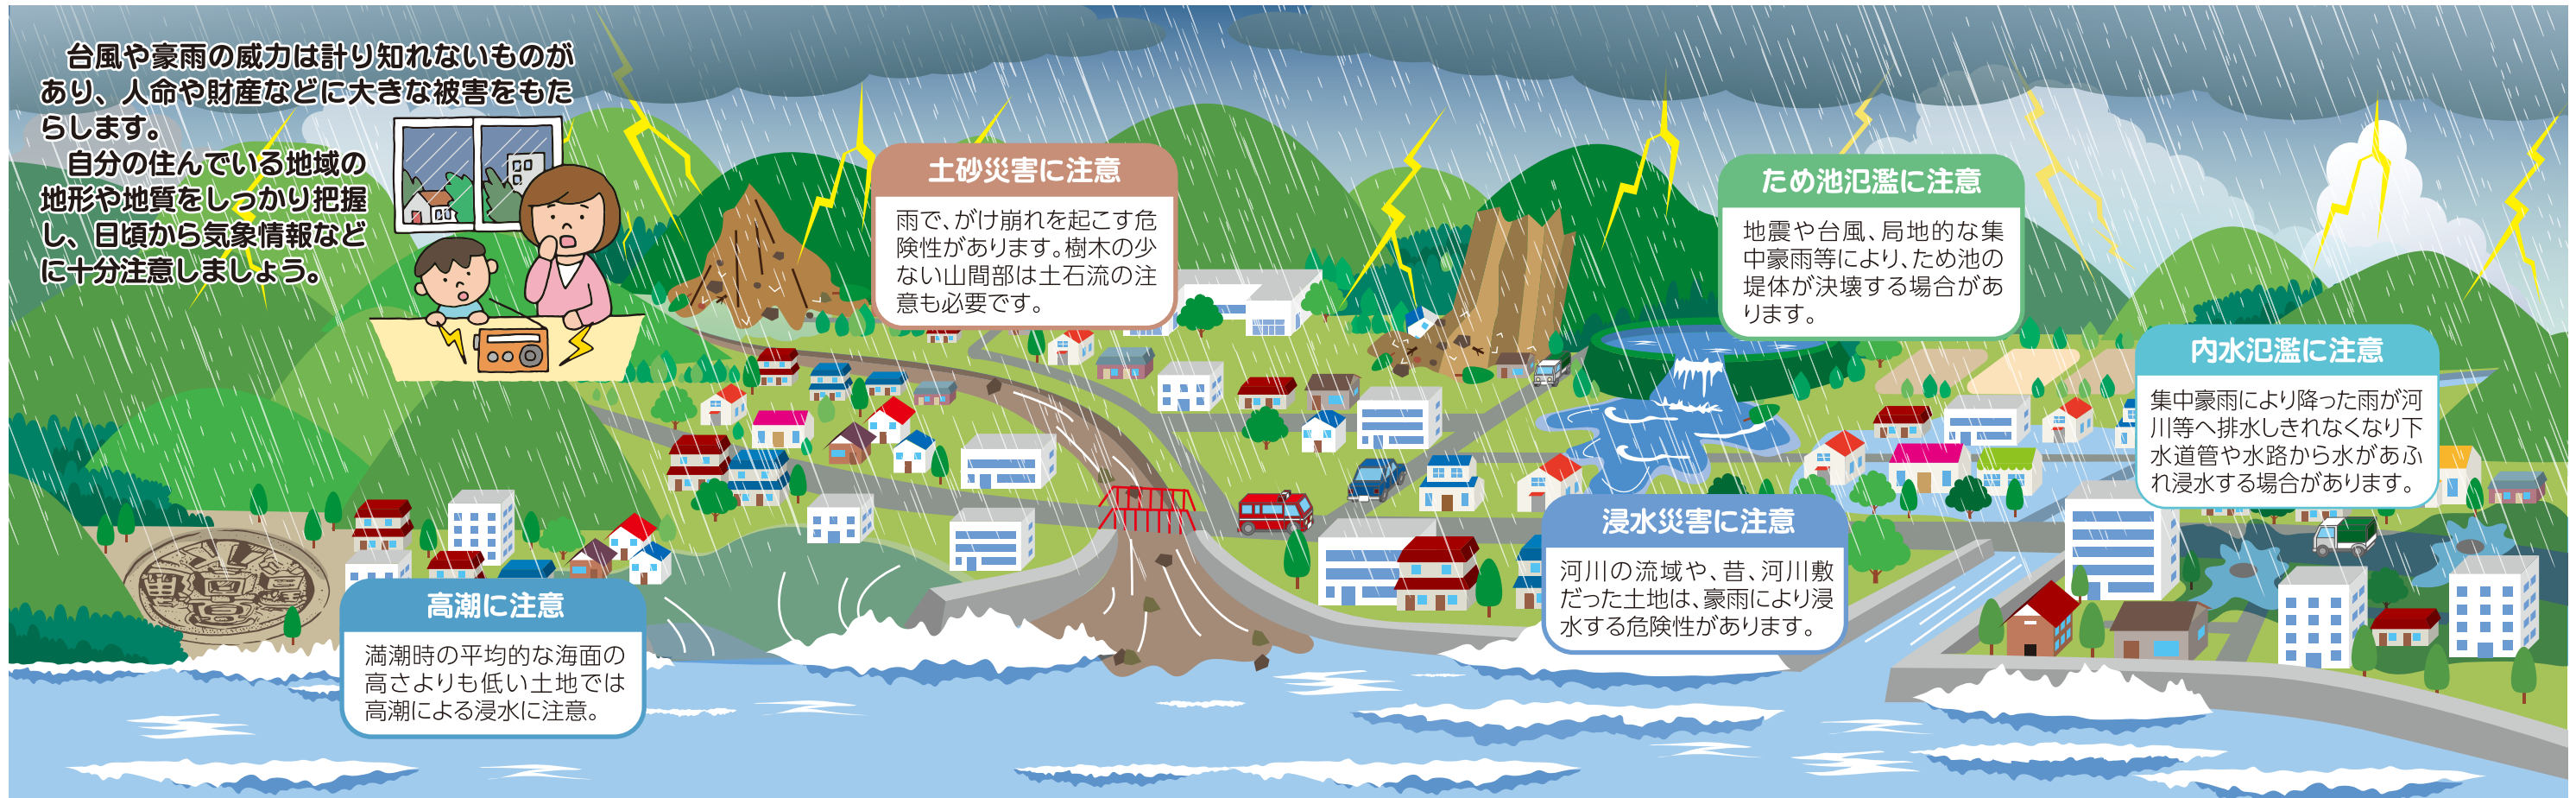 台風や豪雨の威力は計り知れないものが
あり、人命や財産などに大きな被害をもた
らします。
自分の住んでいる地域の
地形や地質をしっかり把握
し、日頃から気象情報など
に十分注意しましょう。
土砂災害に注意
雨で、がけ崩れを起こす危
険性があります。樹木の少
ない山間部は土石流の注
意も必要です。
ため池氾濫に注意
地震や台風、局地的な集
中豪雨等により、ため池の
堤体が決壊する場合があ
ります。
内水氾濫に注意
集中豪雨により降った雨が河
川等へ排水しきれなくなり下
水道管や水路から水があふ
れ浸水する場合があります。
浸水災害に注意
河川の流域や、昔、河川敷
だった土地は、豪雨により浸
水する危険性があります。
高潮に注意
満潮時の平均的な海面の
高さよりも低い土地では
高潮による浸水に注意。